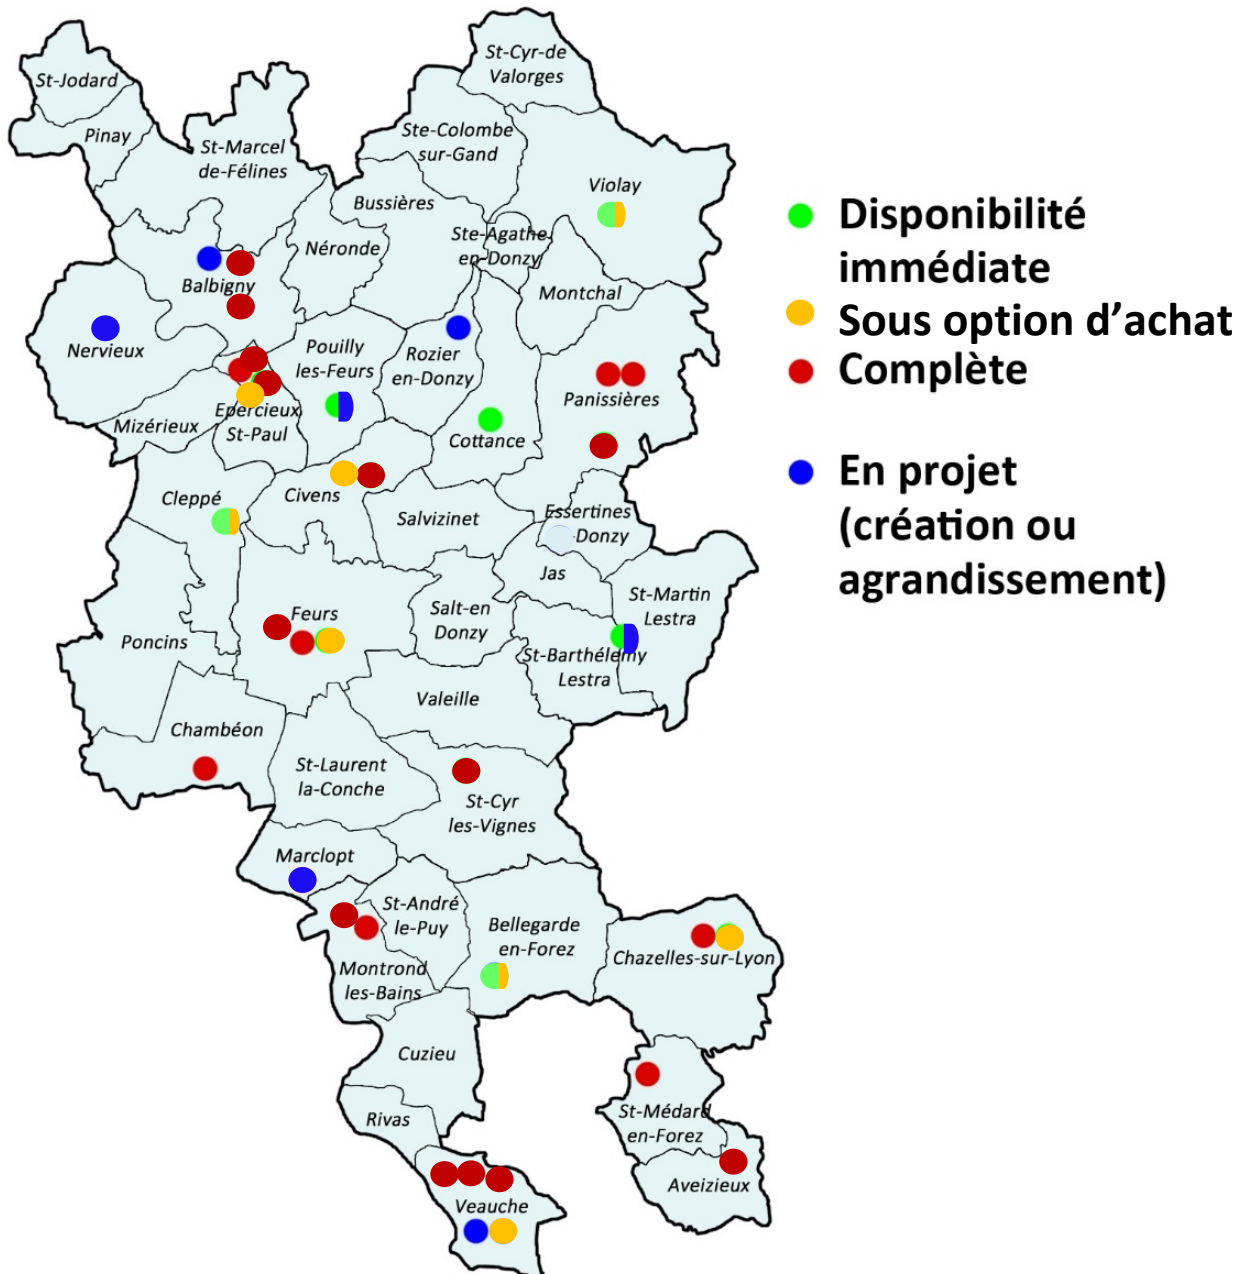 St-Cyr-de
Valorges
St-Jodard
Pinay
Ste-Colombe
sur-Gand
St-Marcel
de-Félines
Violay
Bussières
Ste-Agathe-
en-Donzy
Néronde
Balbigny
Montchal
Nervieux
Pouilly
les-Feurs
Rozier
en-Donzy
Panissières
Mizérieux
Epercieux
St-Paul
Cottance
Cleppé
Civens
Salvizinet
Essertines
Donzy
Jas
St-Martin
Lestra
Feurs
Salt-en
Donzy
Poncins
St-Barthélemy
Lestra
Valeille
Chambéon
St-Laurent
la-Conche
St-Cyr
les-Vignes
Marclopt
St-André
le-Puy
Bellegarde
en-Forez
Chazelles-sur-Lyon
Montrond
les-Bains
Cuzieu
Rivas
St-Médard
en-Forez
Aveizieux
Veauche
Disponibilité
immédiate
Sous option d’achat
Complète
En projet
(création ou
agrandissement)